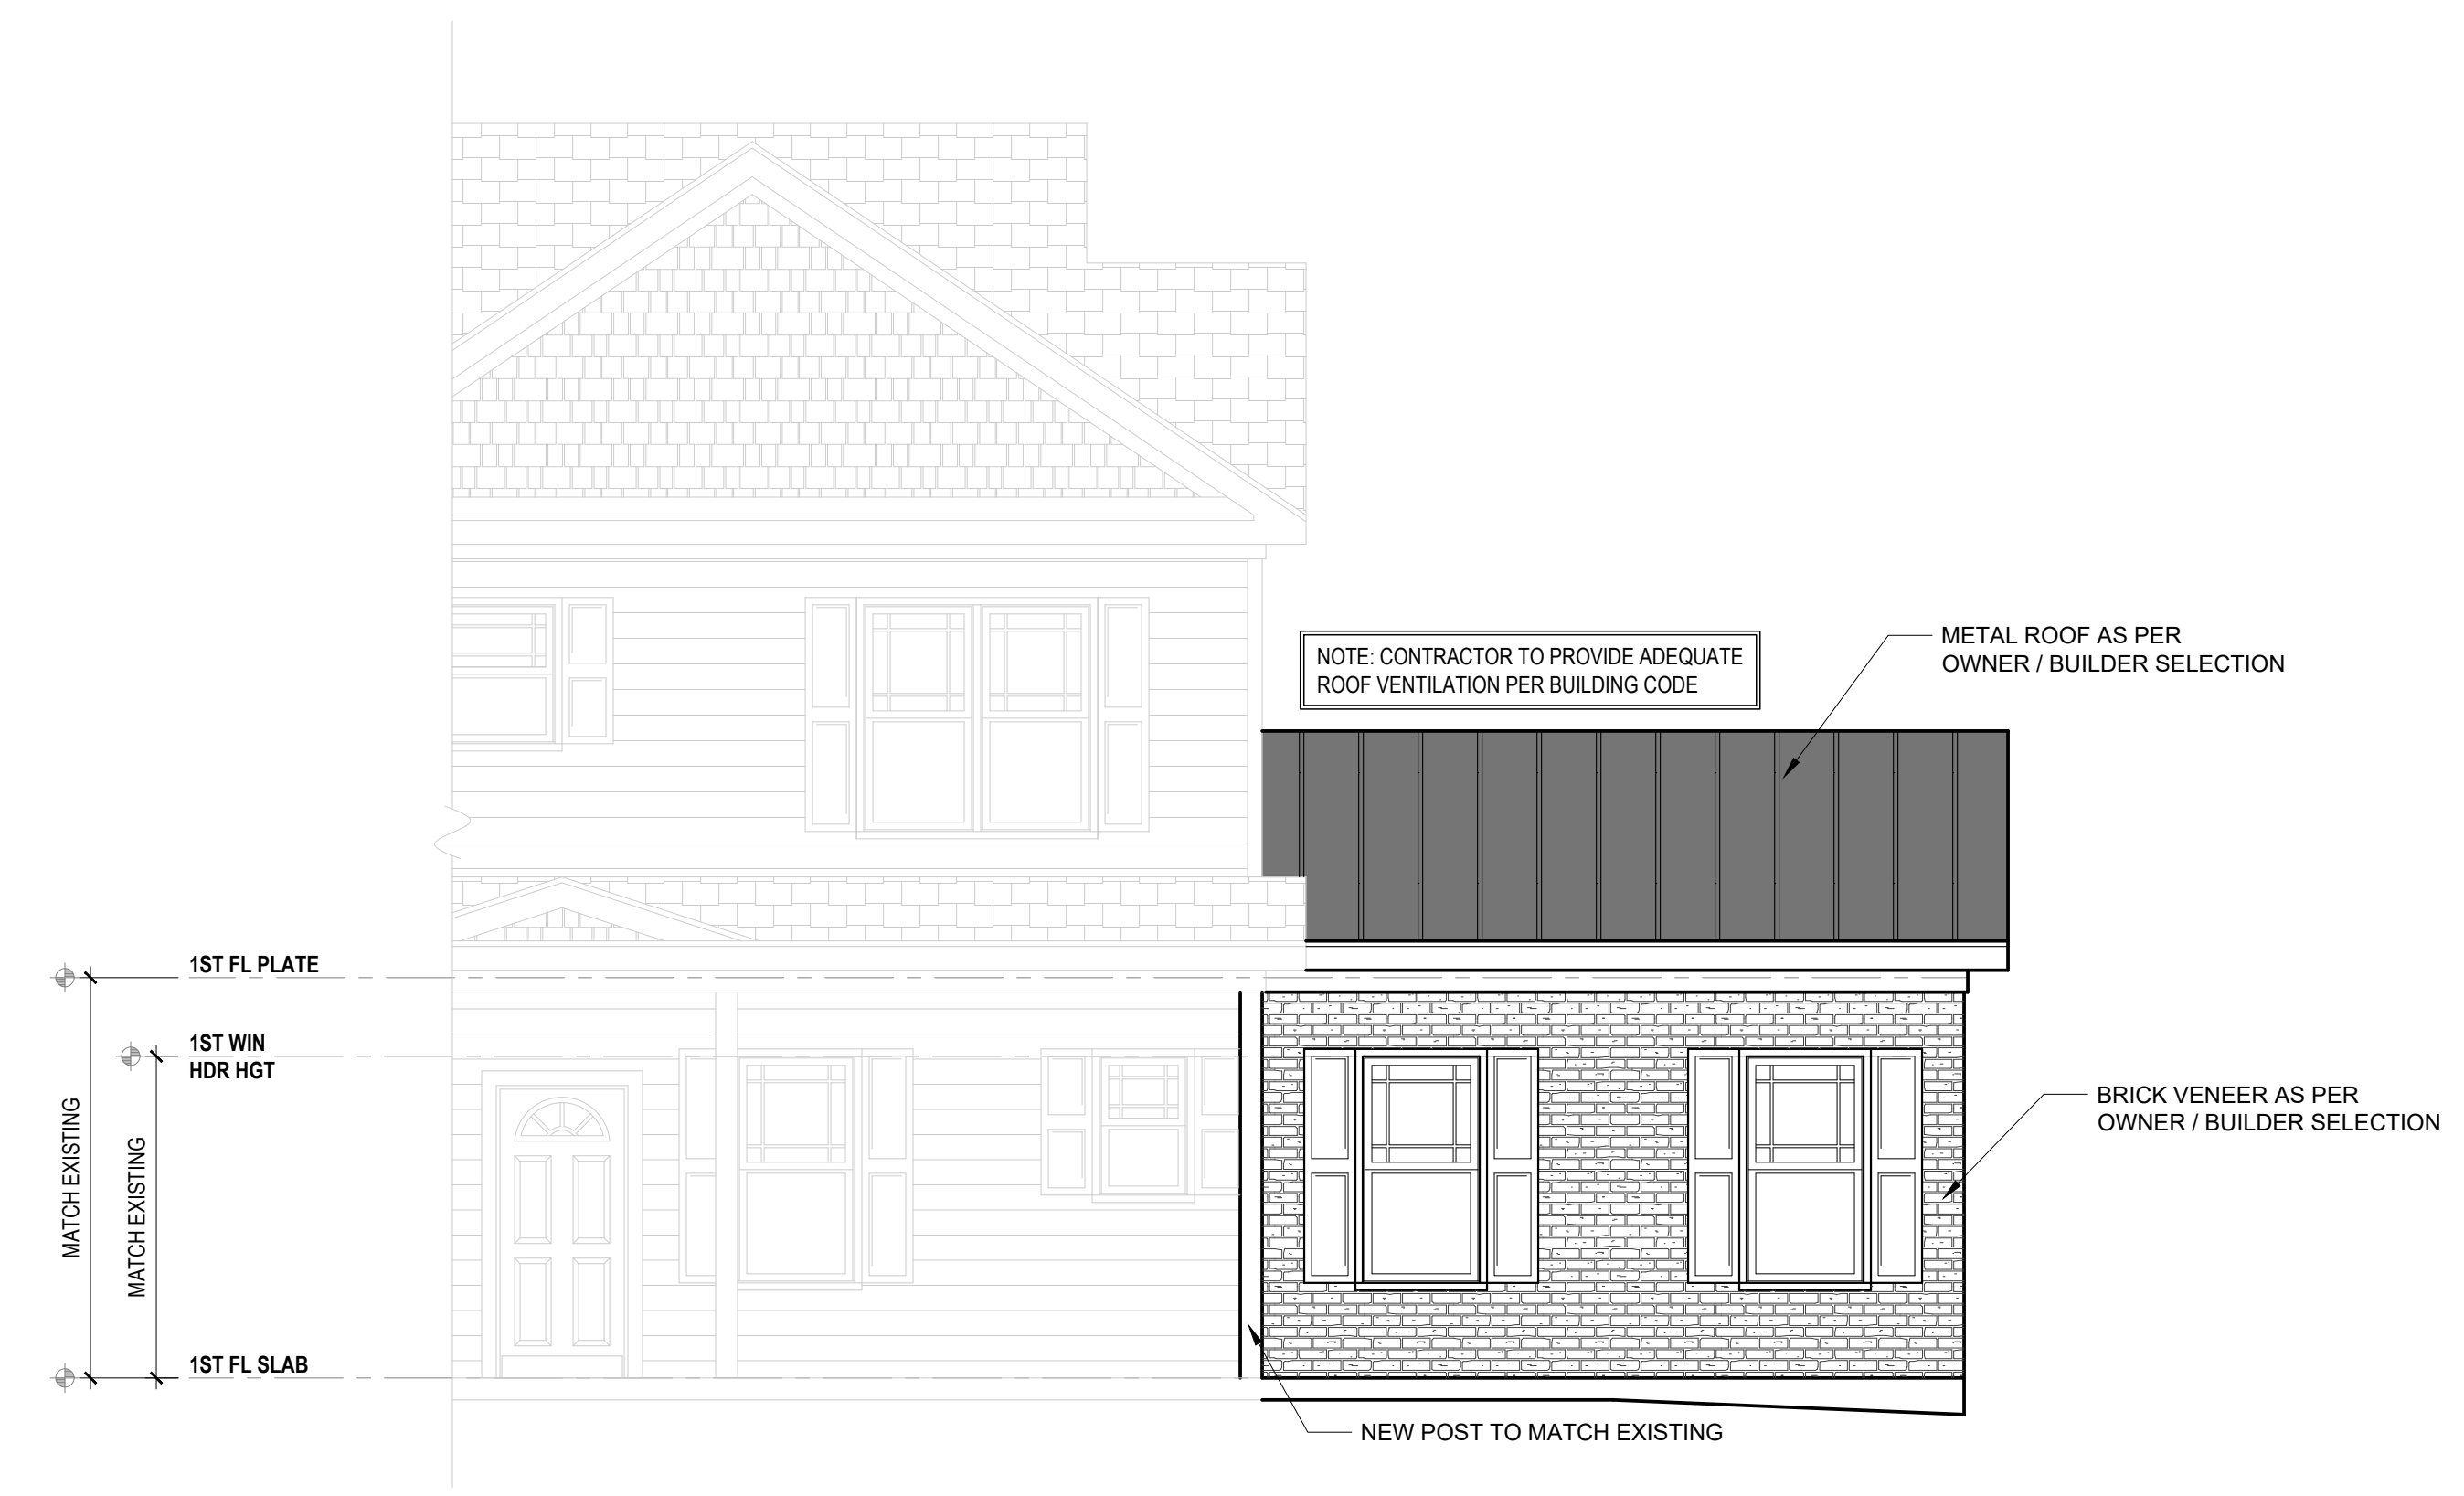 METAL ROOF AS PER
OWNER / BUILDER SELECTION
NOTE: CONTRACTOR TO PROVIDE ADEQUATE
ROOF VENTILATION PER BUILDING CODE
1ST FL PLATE
1ST WIN
HDR HGT
MATCH EXISTING
MATCH EXISTING
BRICK VENEER AS PER
OWNER / BUILDER SELECTION
1ST FL SLAB
NEW POST TO MATCH EXISTING